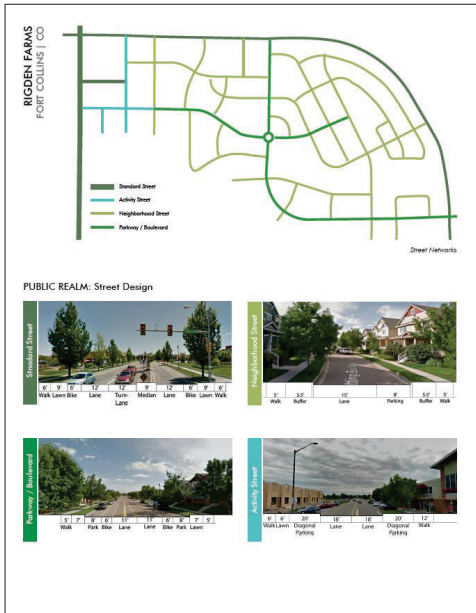 RIGDEN FARMS
FORT COLLINS | CO
Standard Street
Activity Street
Neighborhood Street
Parkway / Boulevard
Street Networks
PUBLIC REALM: Street Design
Stnadard Street
6' 9' 6' 12' 12' 9' 12' 6' 9' 6'
Walk Lawn Bike Lane Turn- Median Lane Bike Lawn Walk
Lane
Neighborhood Street
5' 5.5' 15' 8' 5.5' 5'
Walk Buffer Lane Parking Buffer Walk
Parkway / Boulevard
5' 7' 8' 6' 11' 11' 6' 8' 7' 5'
Walk Park Bike Lane Lane Bike Park Lawn
Activity Street
6' 6' 20' 18' 18' 20' 12'
Walk Lawn Diagonal Lane Lane Diagonal Walk
Parking Parking